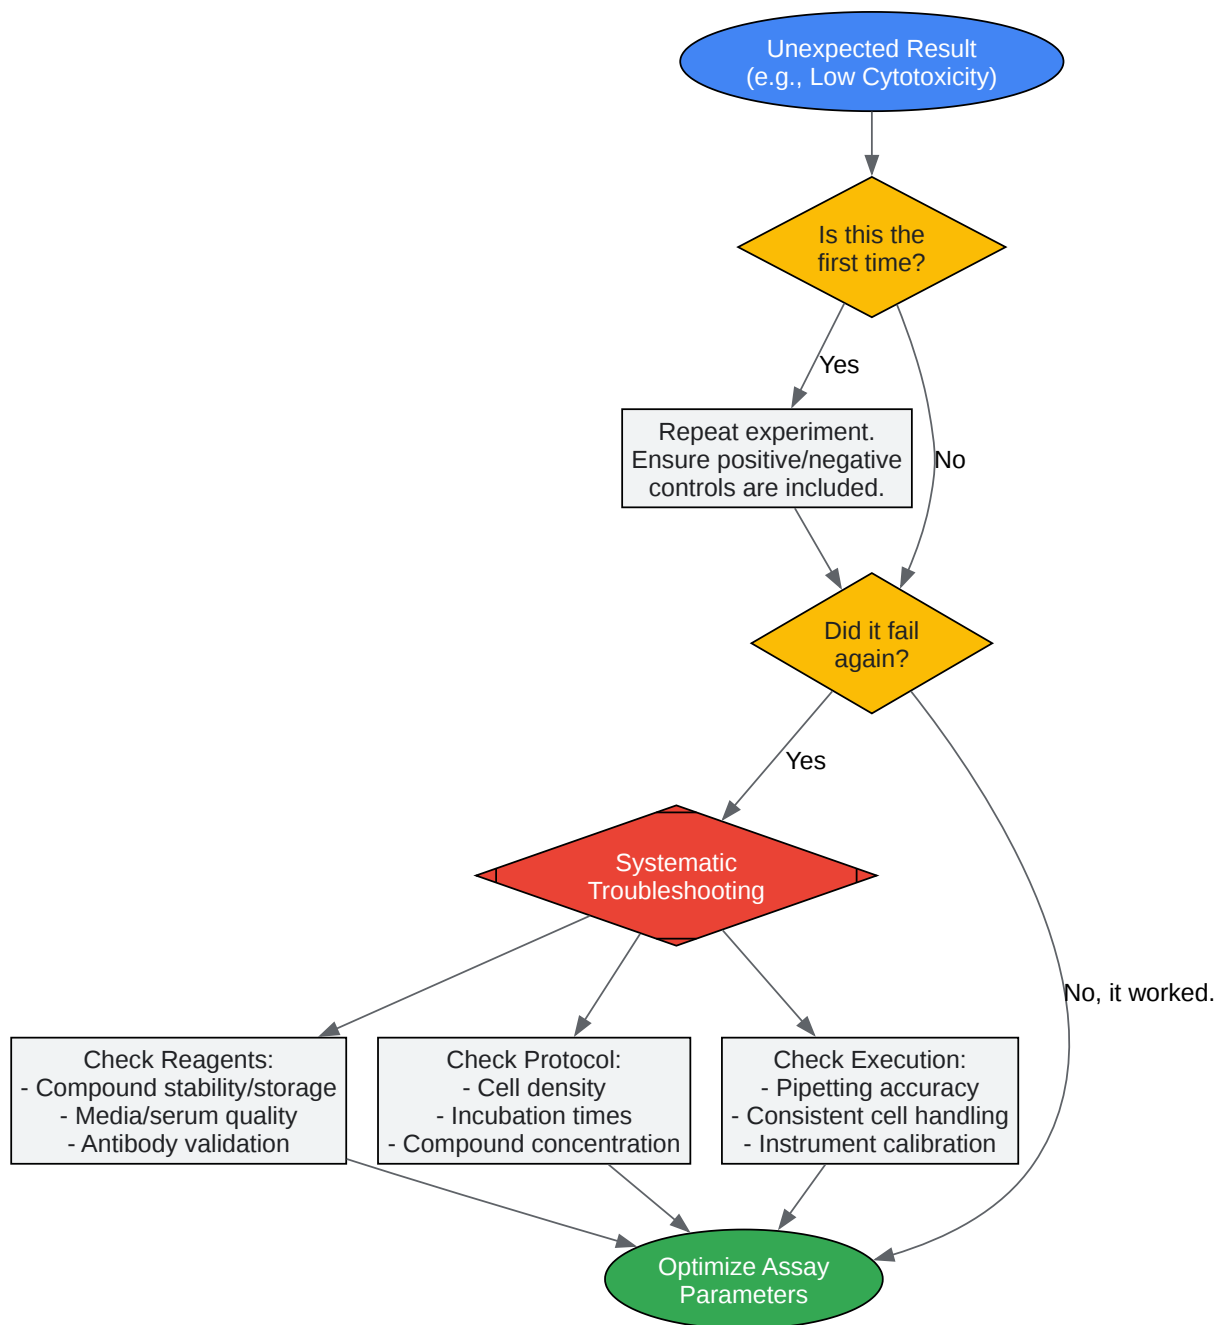 Unexpected Result
(e.g., Low Cytotoxicity)
Is this the
first time?
Yes
Repeat experiment.
Ensure positive/negative
controls are included.
No
Did it fail
again?
Yes
Systematic
Troubleshooting
No, it worked.
Check Reagents:
- Compound stability/storage
- Media/serum quality
- Antibody validation
Check Protocol:
- Cell density
- Incubation times
- Compound concentration
Check Execution:
- Pipetting accuracy
- Consistent cell handling
- Instrument calibration
Optimize Assay
Parameters